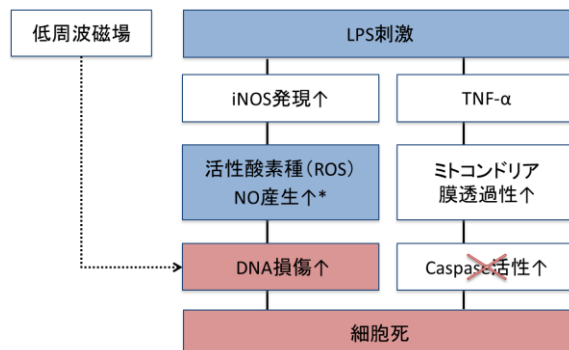 低周波磁場
LPS刺激
iNOS発現↑
TNF-α
活性酸素種（ROS）
NO産生↑*
ミトコンドリア
膜透過性↑
DNA損傷↑
Caspase活性↑
細胞死